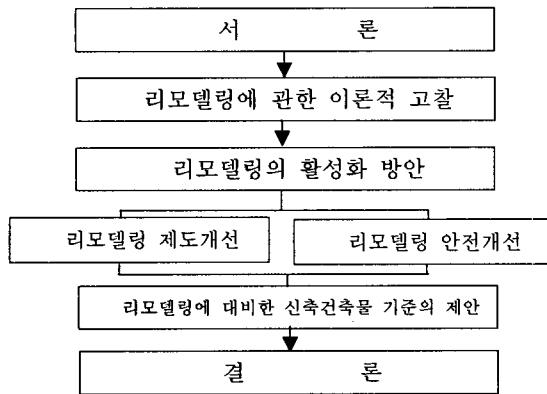 서 론
리모델링에 관한 이론적 고찰
리모델링의 활성화 방안
리모델링 제도개선
리모델링 안전개선
리모델링에 대비한 신축건축물 기준의 제안
결 론